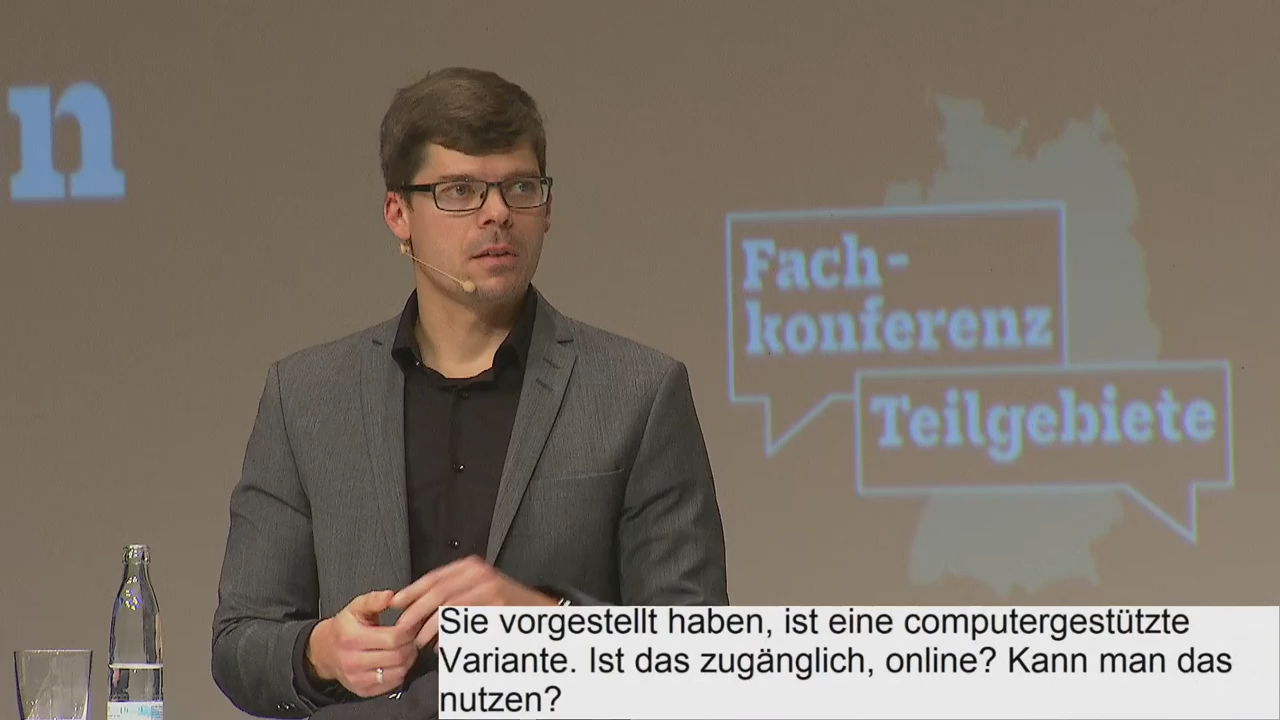 n
Fach-
konferenz
Teilgebiete
Sie vorgestellt haben, ist eine computergestützte
Variante. Ist das zugänglich, online? Kann man das
nutzen?